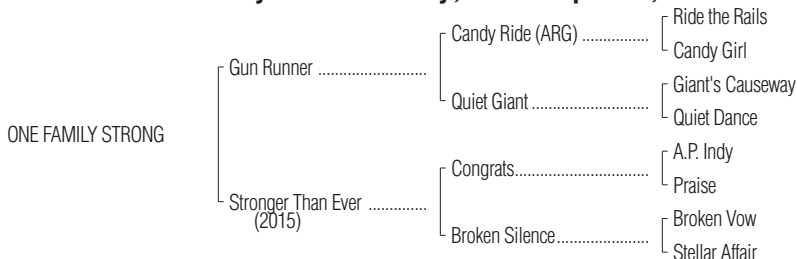 Ride the Rails
Candy Ride (ARG) ................
Candy Girl
Gun Runner ..........................
Giant's Causeway
Quiet Giant ............................
Quiet Dance
ONE FAMILY STRONG
A.P. Indy
Congrats................................
Praise
Stronger Than Ever ..............
(2015)
Broken Vow
Broken Silence......................
Stellar Affair